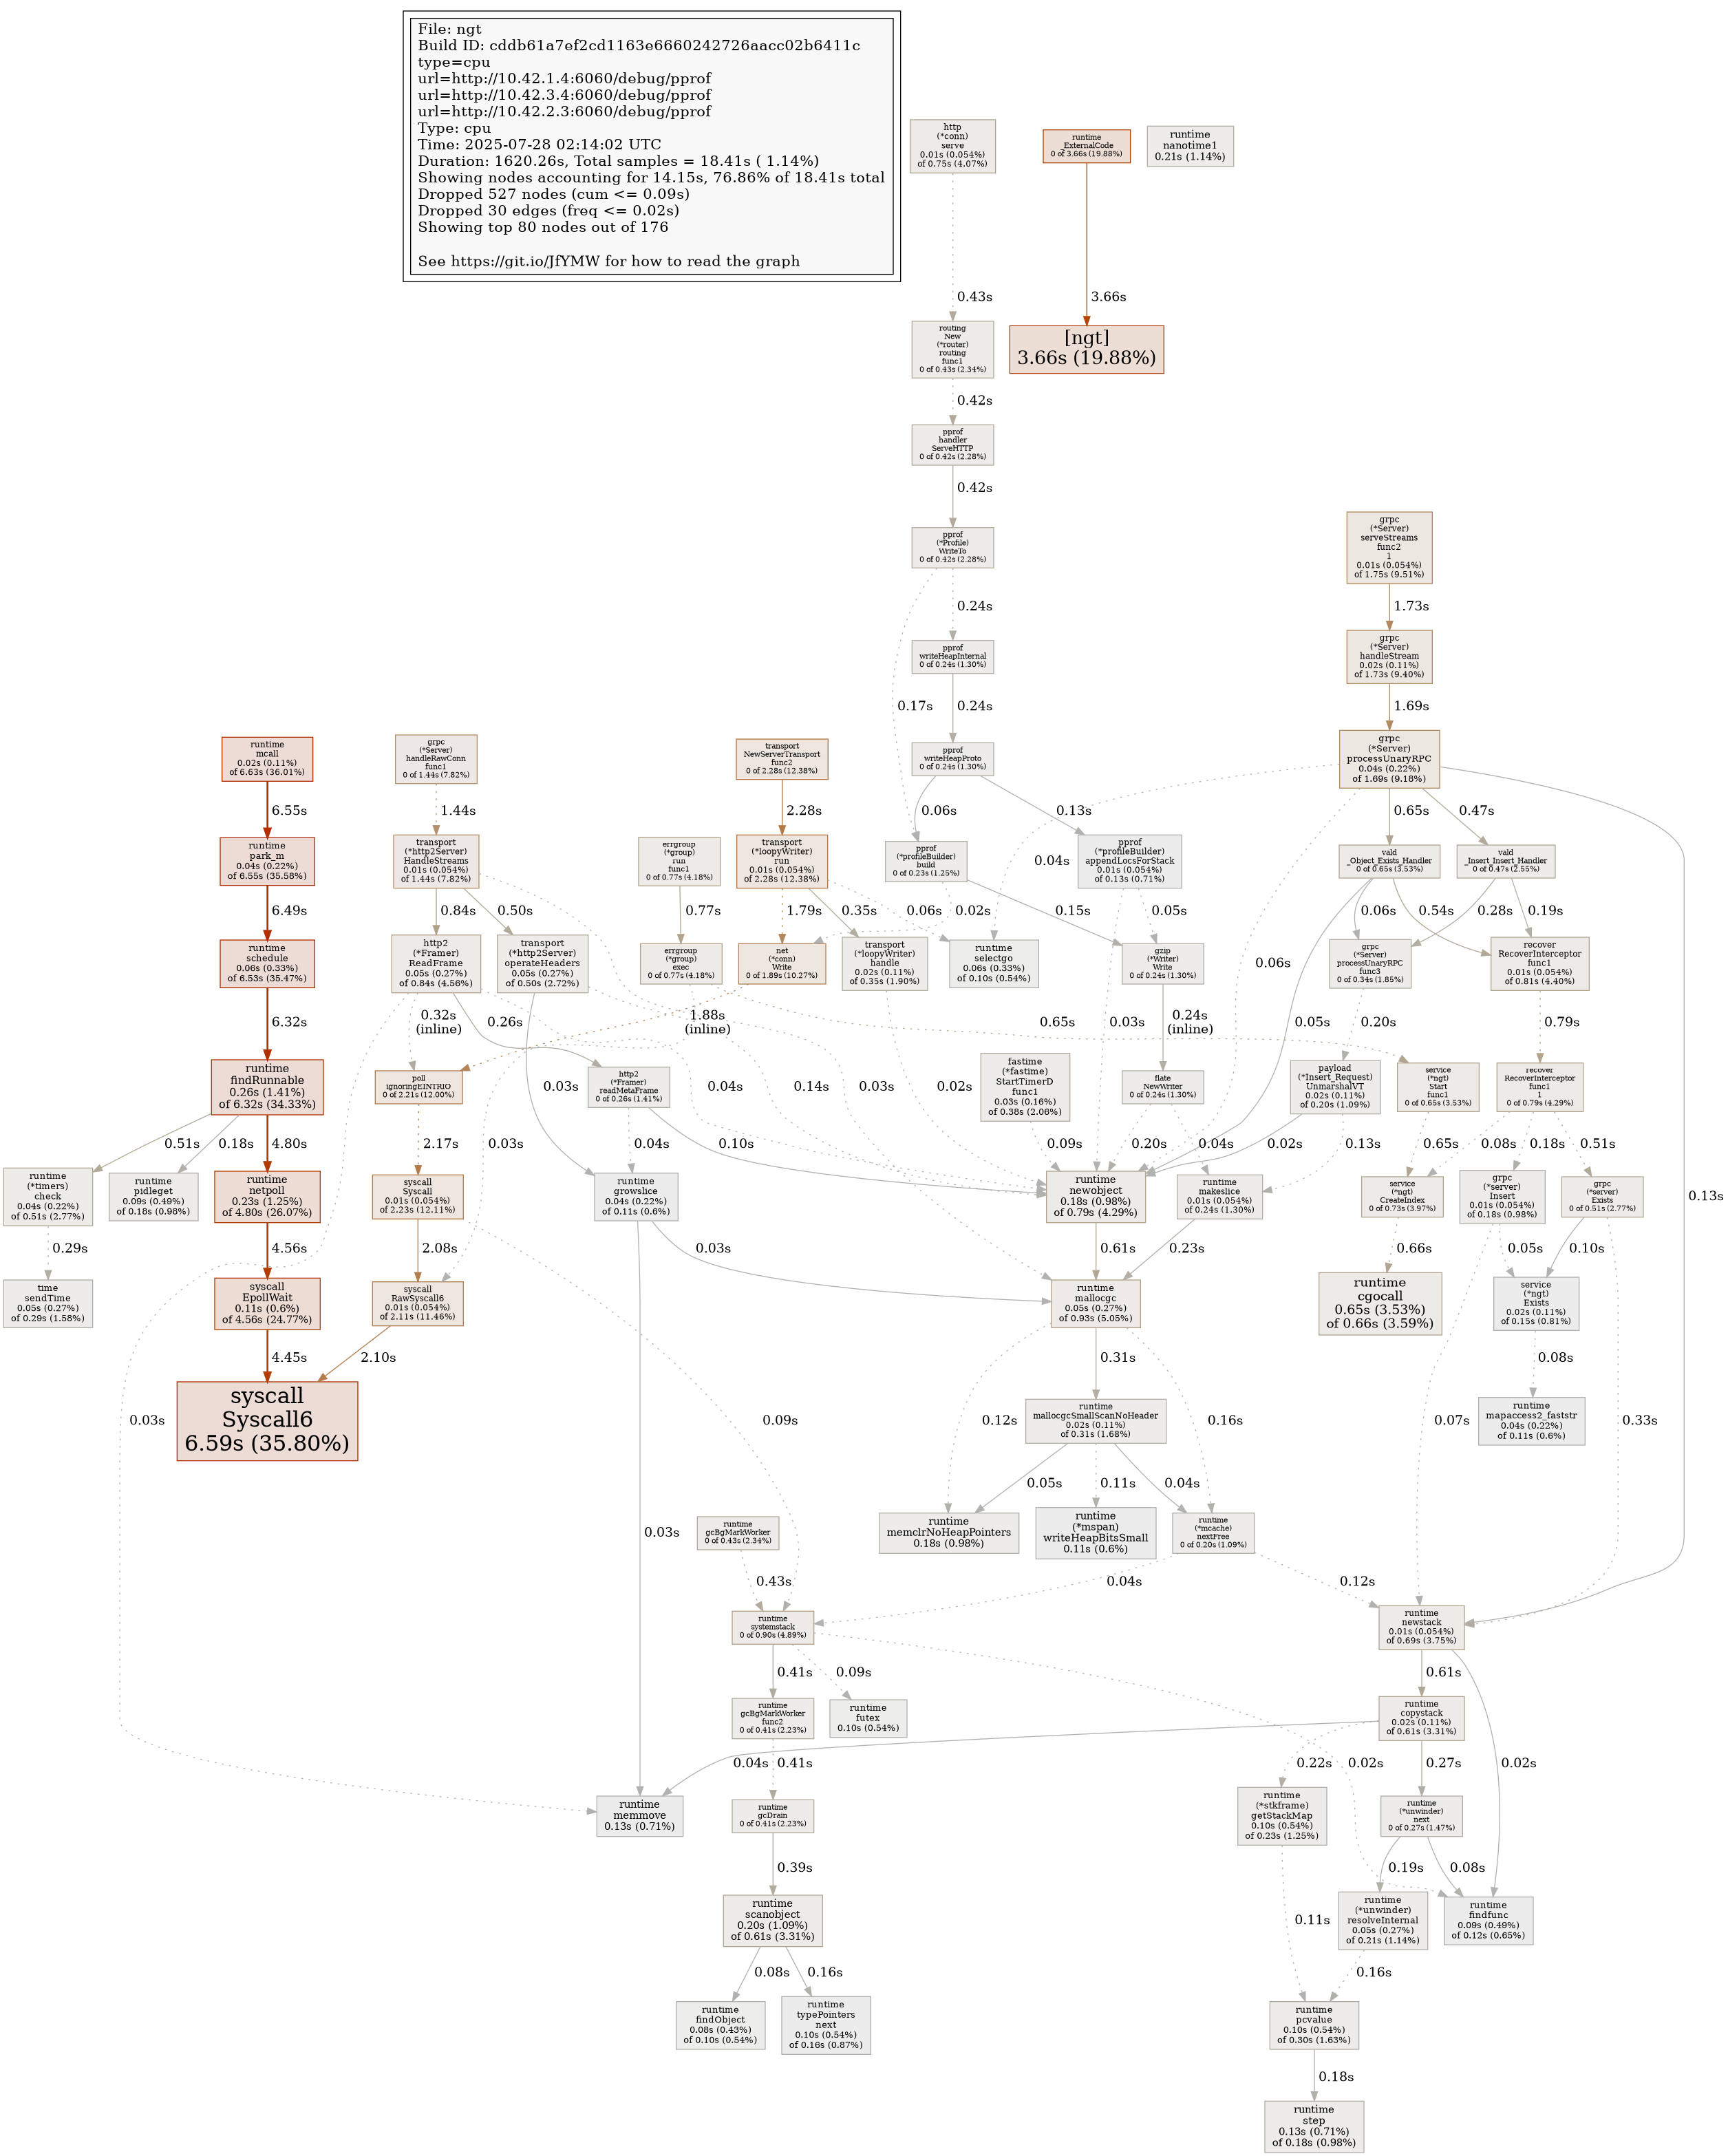 File: ngt
Build ID: cddb61a7ef2cd1163e6660242726aacc02b6411c
type=cpu
url=http://10.42.1.4:6060/debug/pprof
url=http://10.42.3.4:6060/debug/pprof
url=http://10.42.2.3:6060/debug/pprof
Type: cpu
Time: 2025-07-28 02:14:02 UTC
Duration: 1620.26s, Total samples = 18.41s ( 1.14%)
Showing nodes accounting for 14.15s, 76.86% of 18.41s total
Dropped 527 nodes (cum <= 0.09s)
Dropped 30 edges (freq <= 0.02s)
Showing top 80 nodes out of 176
See https://git.io/JfYMW for how to read the graph
http
(*conn)
serve
0.01s (0.054%)
of 0.75s (4.07%)
runtime
_ExternalCode
0 of 3.66s (19.88%)
runtime
nanotime1
0.21s (1.14%)
0.43s
3.66s
routing
New
(*router)
routing
func1
0 of 0.43s (2.34%)
[ngt]
3.66s (19.88%)
0.42s
pprof
handler
ServeHTTP
0 of 0.42s (2.28%)
0.42s
pprof
(*Profile)
WriteTo
0 of 0.42s (2.28%)
grpc
(*Server)
serveStreams
func2
1
0.01s (0.054%)
of 1.75s (9.51%)
0.24s
1.73s
pprof
writeHeapInternal
0 of 0.24s (1.30%)
grpc
(*Server)
handleStream
0.02s (0.11%)
of 1.73s (9.40%)
0.17s
0.24s
1.69s
runtime
mcall
0.02s (0.11%)
of 6.63s (36.01%)
grpc
(*Server)
handleRawConn
func1
0 of 1.44s (7.82%)
transport
NewServerTransport
func2
0 of 2.28s (12.38%)
pprof
writeHeapProto
0 of 0.24s (1.30%)
grpc
(*Server)
processUnaryRPC
0.04s (0.22%)
of 1.69s (9.18%)
6.55s
1.44s
2.28s
0.06s
0.13s
0.65s
0.47s
runtime
park_m
0.04s (0.22%)
of 6.55s (35.58%)
transport
(*http2Server)
HandleStreams
0.01s (0.054%)
of 1.44s (7.82%)
errgroup
(*group)
run
func1
0 of 0.77s (4.18%)
transport
(*loopyWriter)
run
0.01s (0.054%)
of 2.28s (12.38%)
pprof
(*profileBuilder)
build
0 of 0.23s (1.25%)
pprof
(*profileBuilder)
appendLocsForStack
0.01s (0.054%)
of 0.13s (0.71%)
0.04s
vald
_Object_Exists_Handler
0 of 0.65s (3.53%)
vald
_Insert_Insert_Handler
0 of 0.47s (2.55%)
6.49s
0.84s
0.50s
0.77s
1.79s
0.35s
0.06s
0.02s
0.15s
0.05s
0.06s
0.54s
0.28s
0.19s
runtime
schedule
0.06s (0.33%)
of 6.53s (35.47%)
http2
(*Framer)
ReadFrame
0.05s (0.27%)
of 0.84s (4.56%)
transport
(*http2Server)
operateHeaders
0.05s (0.27%)
of 0.50s (2.72%)
errgroup
(*group)
exec
0 of 0.77s (4.18%)
net
(*conn)
Write
0 of 1.89s (10.27%)
transport
(*loopyWriter)
handle
0.02s (0.11%)
of 0.35s (1.90%)
runtime
selectgo
0.06s (0.33%)
of 0.10s (0.54%)
gzip
(*Writer)
Write
0 of 0.24s (1.30%)
0.06s
grpc
(*Server)
processUnaryRPC
func3
0 of 0.34s (1.85%)
recover
RecoverInterceptor
func1
0.01s (0.054%)
of 0.81s (4.40%)
6.32s
0.32s
(inline)
0.26s
1.88s
(inline)
0.65s
0.03s
0.24s
(inline)
0.05s
0.20s
0.79s
runtime
findRunnable
0.26s (1.41%)
of 6.32s (34.33%)
poll
ignoringEINTRIO
0 of 2.21s (12.00%)
0.03s
http2
(*Framer)
readMetaFrame
0 of 0.26s (1.41%)
0.04s
0.14s
0.03s
0.02s
fastime
(*fastime)
StartTimerD
func1
0.03s (0.16%)
of 0.38s (2.06%)
flate
NewWriter
0 of 0.24s (1.30%)
payload
(*Insert_Request)
UnmarshalVT
0.02s (0.11%)
of 0.20s (1.09%)
service
(*ngt)
Start
func1
0 of 0.65s (3.53%)
recover
RecoverInterceptor
func1
1
0 of 0.79s (4.29%)
0.51s
0.18s
4.80s
2.17s
0.03s
0.04s
0.10s
0.09s
0.20s
0.04s
0.02s
0.13s
0.65s
0.08s
0.18s
0.51s
runtime
(*timers)
check
0.04s (0.22%)
of 0.51s (2.77%)
runtime
pidleget
0.09s (0.49%)
of 0.18s (0.98%)
runtime
netpoll
0.23s (1.25%)
of 4.80s (26.07%)
syscall
Syscall
0.01s (0.054%)
of 2.23s (12.11%)
runtime
growslice
0.04s (0.22%)
of 0.11s (0.6%)
runtime
newobject
0.18s (0.98%)
of 0.79s (4.29%)
runtime
makeslice
0.01s (0.054%)
of 0.24s (1.30%)
service
(*ngt)
CreateIndex
0 of 0.73s (3.97%)
grpc
(*server)
Insert
0.01s (0.054%)
of 0.18s (0.98%)
grpc
(*server)
Exists
0 of 0.51s (2.77%)
0.13s
0.29s
4.56s
2.08s
0.03s
0.61s
0.23s
0.66s
0.05s
0.10s
time
sendTime
0.05s (0.27%)
of 0.29s (1.58%)
syscall
EpollWait
0.11s (0.6%)
of 4.56s (24.77%)
syscall
RawSyscall6
0.01s (0.054%)
of 2.11s (11.46%)
runtime
mallocgc
0.05s (0.27%)
of 0.93s (5.05%)
runtime
cgocall
0.65s (3.53%)
of 0.66s (3.59%)
service
(*ngt)
Exists
0.02s (0.11%)
of 0.15s (0.81%)
4.45s
2.10s
0.31s
0.08s
0.03s
syscall
Syscall6
6.59s (35.80%)
0.09s
0.12s
runtime
mallocgcSmallScanNoHeader
0.02s (0.11%)
of 0.31s (1.68%)
0.16s
0.07s
runtime
mapaccess2_faststr
0.04s (0.22%)
of 0.11s (0.6%)
0.33s
0.05s
0.11s
0.04s
0.03s
runtime
gcBgMarkWorker
0 of 0.43s (2.34%)
runtime
memclrNoHeapPointers
0.18s (0.98%)
runtime
(*mspan)
writeHeapBitsSmall
0.11s (0.6%)
runtime
(*mcache)
nextFree
0 of 0.20s (1.09%)
0.43s
0.04s
0.12s
runtime
systemstack
0 of 0.90s (4.89%)
runtime
newstack
0.01s (0.054%)
of 0.69s (3.75%)
0.41s
0.09s
0.61s
runtime
gcBgMarkWorker
func2
0 of 0.41s (2.23%)
runtime
futex
0.10s (0.54%)
runtime
copystack
0.02s (0.11%)
of 0.61s (3.31%)
0.04s
0.41s
0.02s
0.22s
0.27s
0.02s
runtime
memmove
0.13s (0.71%)
runtime
gcDrain
0 of 0.41s (2.23%)
runtime
(*stkframe)
getStackMap
0.10s (0.54%)
of 0.23s (1.25%)
runtime
(*unwinder)
next
0 of 0.27s (1.47%)
0.39s
0.19s
0.08s
runtime
scanobject
0.20s (1.09%)
of 0.61s (3.31%)
0.11s
runtime
(*unwinder)
resolveInternal
0.05s (0.27%)
of 0.21s (1.14%)
runtime
findfunc
0.09s (0.49%)
of 0.12s (0.65%)
0.08s
0.16s
0.16s
runtime
findObject
0.08s (0.43%)
of 0.10s (0.54%)
runtime
typePointers
next
0.10s (0.54%)
of 0.16s (0.87%)
runtime
pcvalue
0.10s (0.54%)
of 0.30s (1.63%)
0.18s
runtime
step
0.13s (0.71%)
of 0.18s (0.98%)